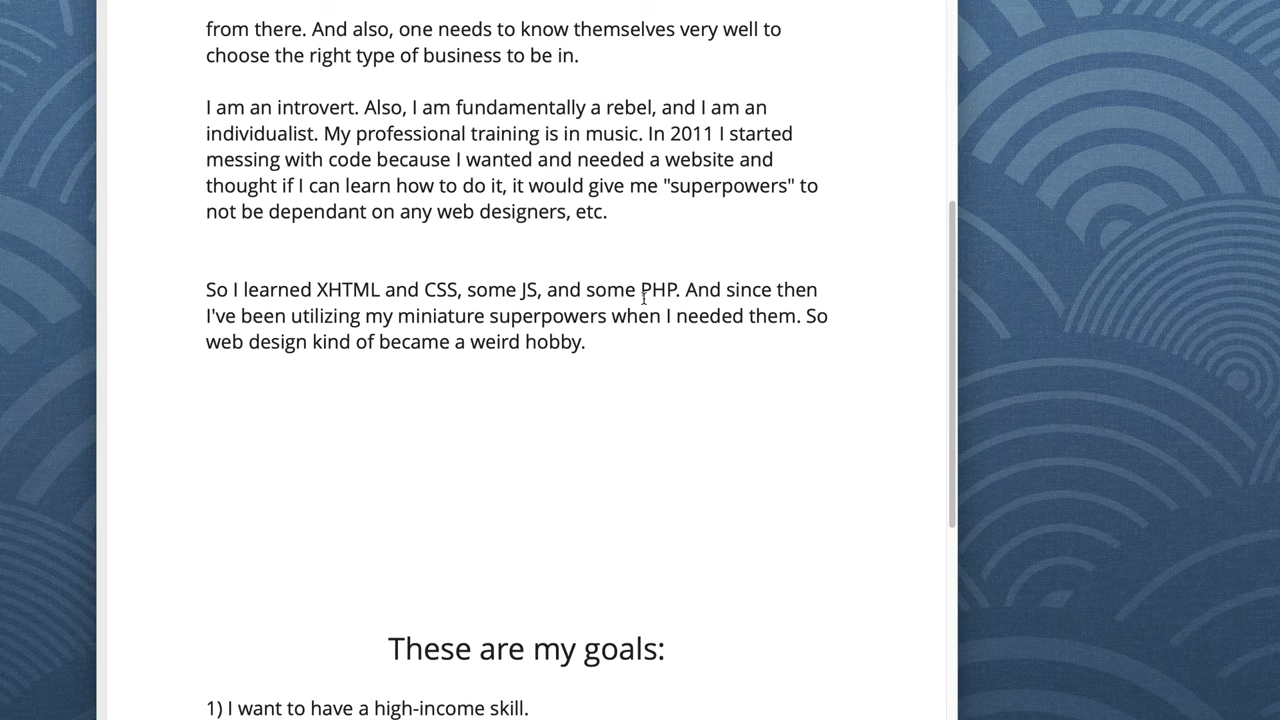 from there. And also, one needs to know themselves very well to
choose the right type of business to be in.
I am an introvert. Also, I am fundamentally a rebel, and I am an
individualist. My professional training is in music. In 2011 I started
messing with code because I wanted and needed a website and
thought if I can learn how to do it, it would give me "superpowers" to
not be dependant on any web designers, etc.
So I learned XHTML and CSS, some JS, and some PHP. And since then
I've been utilizing my miniature superpowers when I needed them. So
web design kind of became a weird hobby.
These are my goals:
1) I want to have a high-income skill.